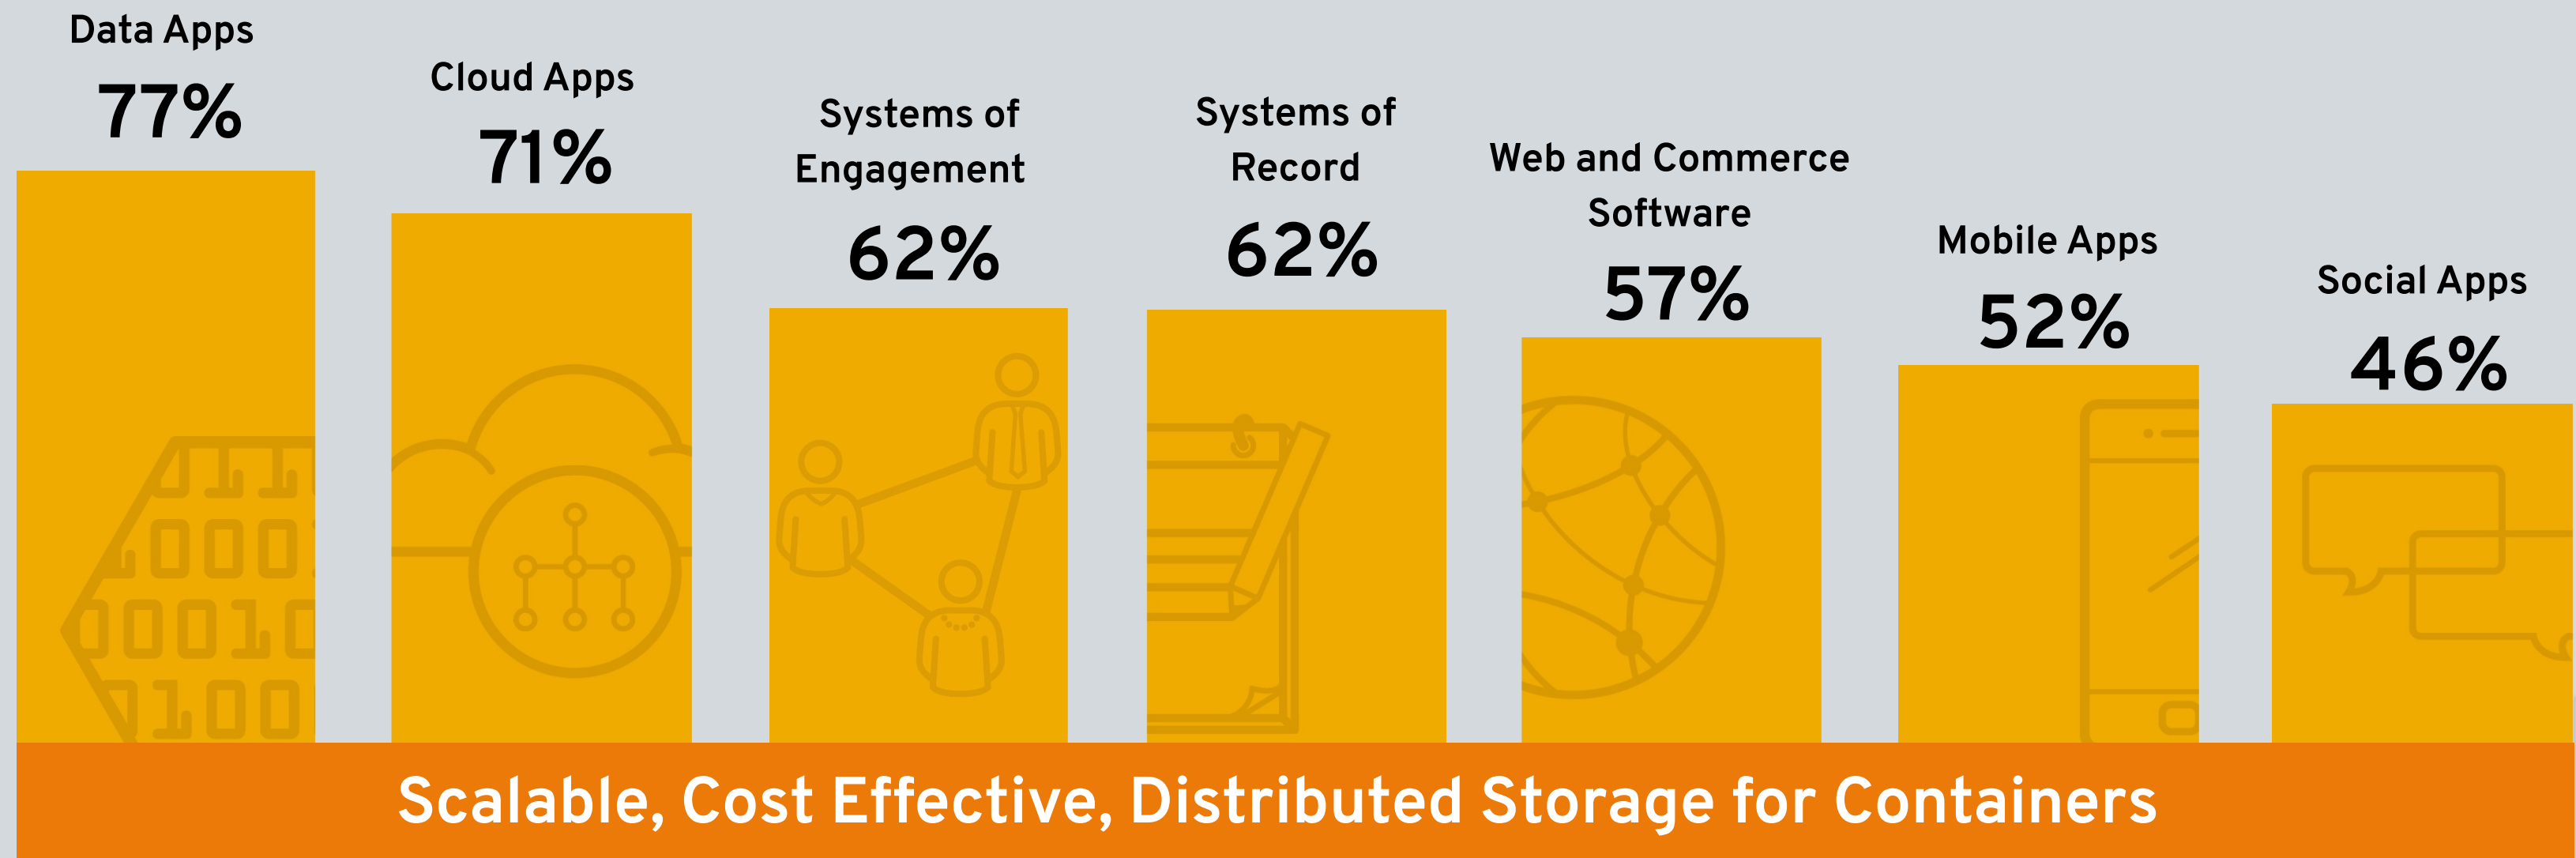 Data Apps
77%
Cloud Apps
71%
Systems of
Engagement
62%
Systems of
Record
62%
Web and Commerce
Software
57%
Mobile Apps
52%
Social Apps
46%
Scalable, Cost Effective, Distributed Storage for Containers